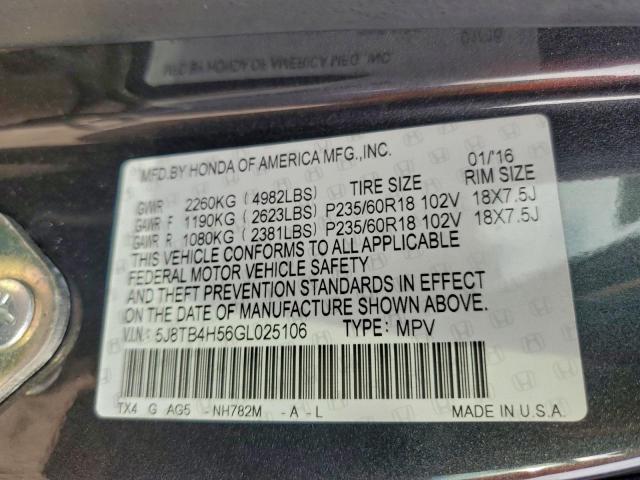 MFD.BY HONDA OF AMERICA MFG.,INC. 01/'16
GVWR 2260KG (4982LBS) TIRE SIZE RIM SIZE
GAWR F 1190KG (2623LBS) P235/60R18 102V 18X7.5J
GAWR R 1080KG (2381LBS) P235/60R18 102V 18X7.5J
THIS VEHICLE CONFORMS TO ALL APPLICABLE
FEDERAL MOTOR VEHICLE SAFETY
AND THEFT PREVENTION STANDARDS IN EFFECT
ON THE DATE OF MANUFACTURE SHOWN ABOVE.
V.I.N.: 5J8TB4H56GL025106 TYPE: MPV
TX4 G AG5 - NH782M - A - L MADE IN U.S.A.